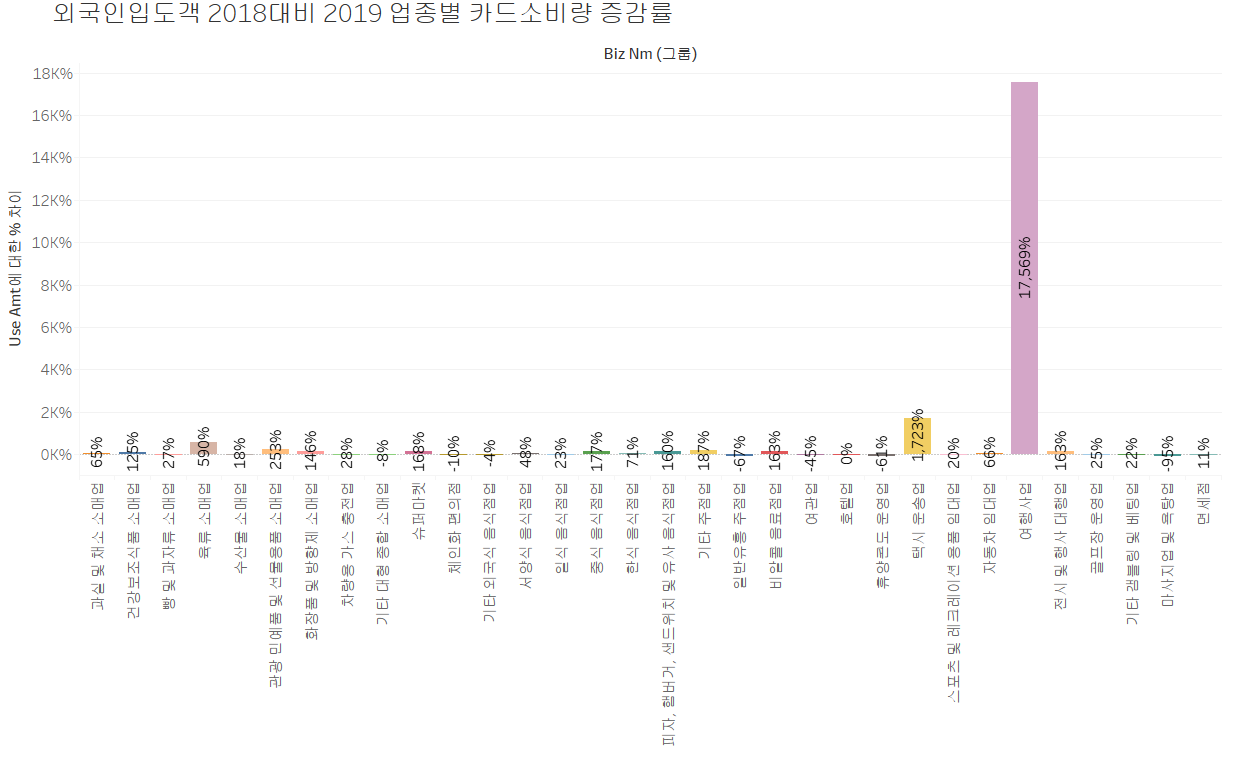 외국인입도객 2018대비 2019 업종별 카드소비량 증감률
Biz Nm (그룹)
Use Amt에 대한 % 차이
18K%
16K%
14K%
12K%
10K%
8K%
6K%
4K%
2K%
0K%
65%
125%
27%
590%
18%
253%
146%
28%
-8%
168%
-10%
-4%
48%
23%
177%
71%
160%
187%
-67%
163%
-45%
0%
-61%
1,723%
20%
66%
17,569%
163%
25%
22%
-95%
11%
과실 및 채소 소매업
건강보조식품 소매업
빵 및 과자류 소매업
육류 소매업
수산물 소매업
관광 민예품 및 선물용품 소매업
화장품 및 방향제 소매업
차량용 가스 충전업
기타 대형종합 소매업
슈퍼마켓
체인화 편의점
기타 외국식 음식점업
서양식 음식점업
일식 음식점업
중식 음식점업
한식 음식점업
피자, 햄버거, 샌드위치 및 유사 음식점업
기타 주점업
일반유흥 주점업
비알콜 음료점업
여관업
호텔업
휴양콘도 운영업
택시 운송업
스포츠 및 레크레이션 용품 임대업
자동차 임대업
여행사업
전시 및 행사 대행업
골프장 운영업
기타 갬블링 및 베팅업
마사지업 및 욕탕업
면세점